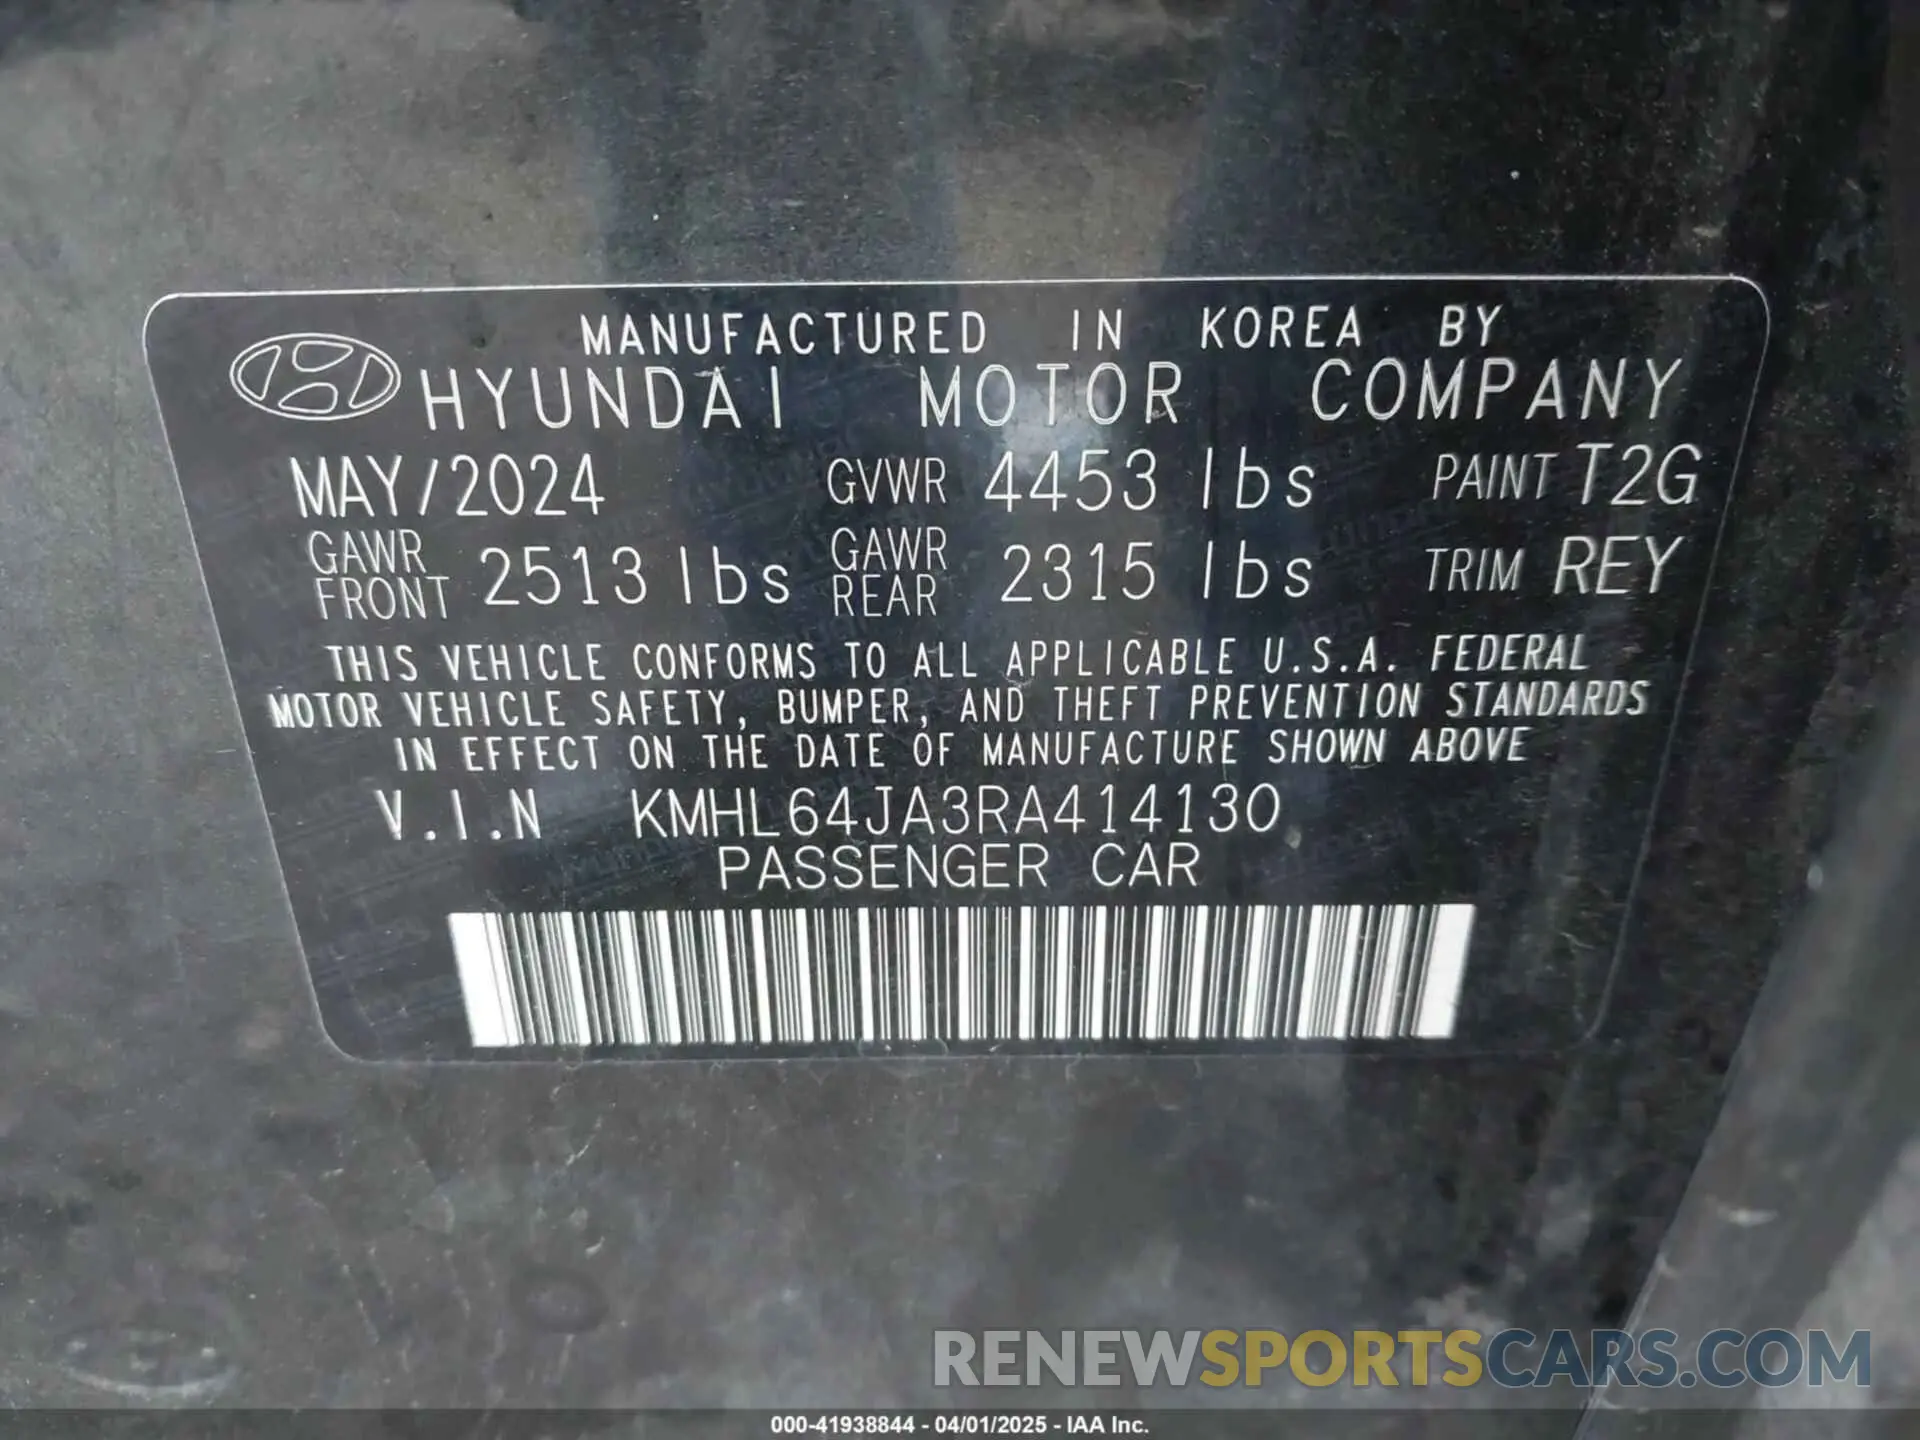 MANUFACTURED IN KOREA BY
HYUNDAI MOTOR COMPANY
MAY/2024 GVWR 4453 lbs PAINT T2G
GAWR FRONT 2513 lbs GAWR REAR 2315 lbs TRIM REY
THIS VEHICLE CONFORMS TO ALL APPLICABLE U.S.A. FEDERAL
MOTOR VEHICLE SAFETY, BUMPER, AND THEFT PREVENTION STANDARDS
IN EFFECT ON THE DATE OF MANUFACTURE SHOWN ABOVE
V.I.N KMHL64JA3RA414130
PASSENGER CAR
RENEWSPORTSCARS.COM
000-41938844 - 04/01/2025 - IAA Inc.